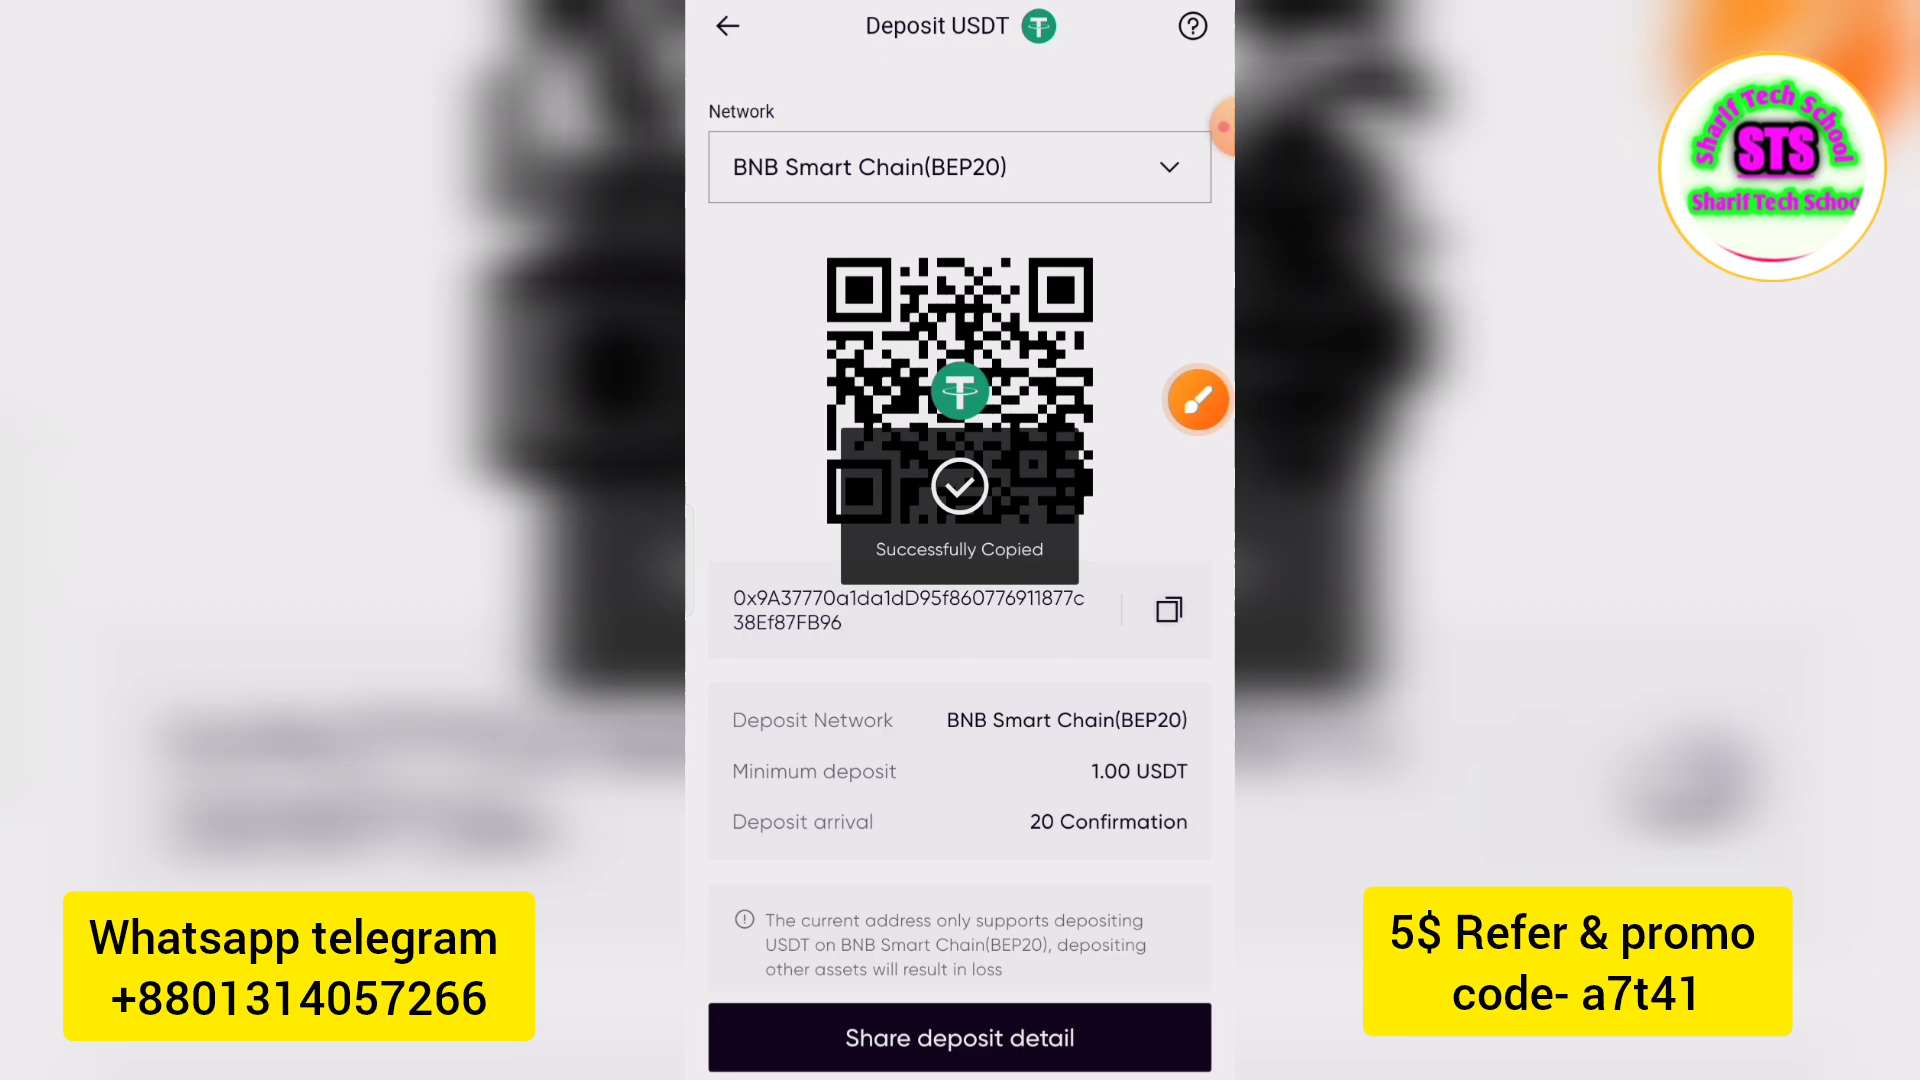 Deposit USDT
Network
BNB Smart Chain(BEP20)
Successfully Copied
0x9A37770a1da1dD95f860776911877c
38Ef87FB96
Deposit Network BNB Smart Chain(BEP20)
Minimum deposit 1.00 USDT
Deposit arrival 20 Confirmation
The current address only supports depositing
USDT on BNB Smart Chain(BEP20), depositing
other assets will result in loss
Share deposit detail
Sharif Tech School
STS
Sharif Tech Schoo
Whatsapp telegram
+8801314057266
5$ Refer & promo
code- a7t41